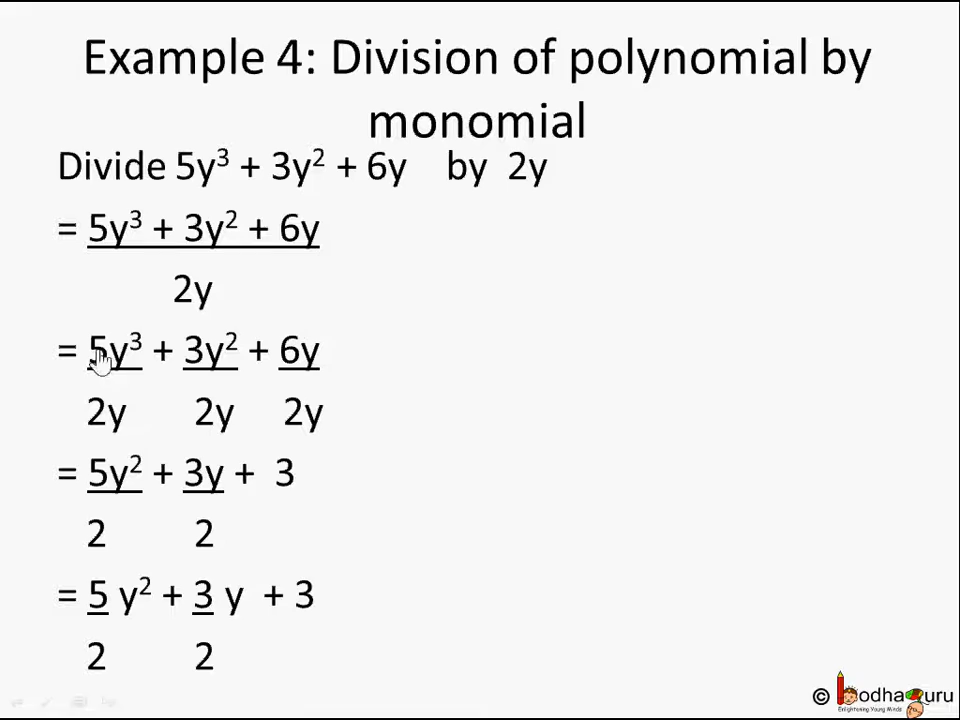 Example 4: Division of polynomial by
monomial
Divide 5y³ + 3y² + 6y by 2y
= 5y³ + 3y² + 6y
2y
= 5y³ + 3y² + 6y
2y 2y 2y
= 5y² + 3y + 3
2 2
= 5 y² + 3 y + 3
2 2
© BodhaGuru
Enlightening Young Minds